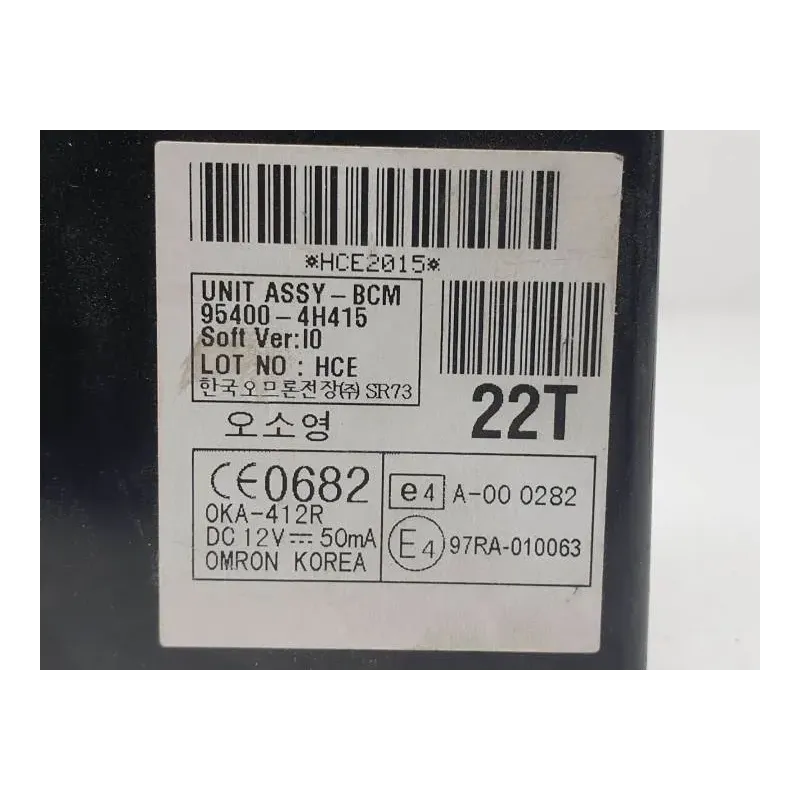 *HCE2015*
UNIT ASSY-BCM
95400-4H415
Soft Ver:I0
LOT NO : HCE
한국오므론전장(주) SR73
22T
오소영
CE0682
OKA-412R
DC 12V⎓50mA
OMRON KOREA
e4 A-00 0282
E4 97RA-010063